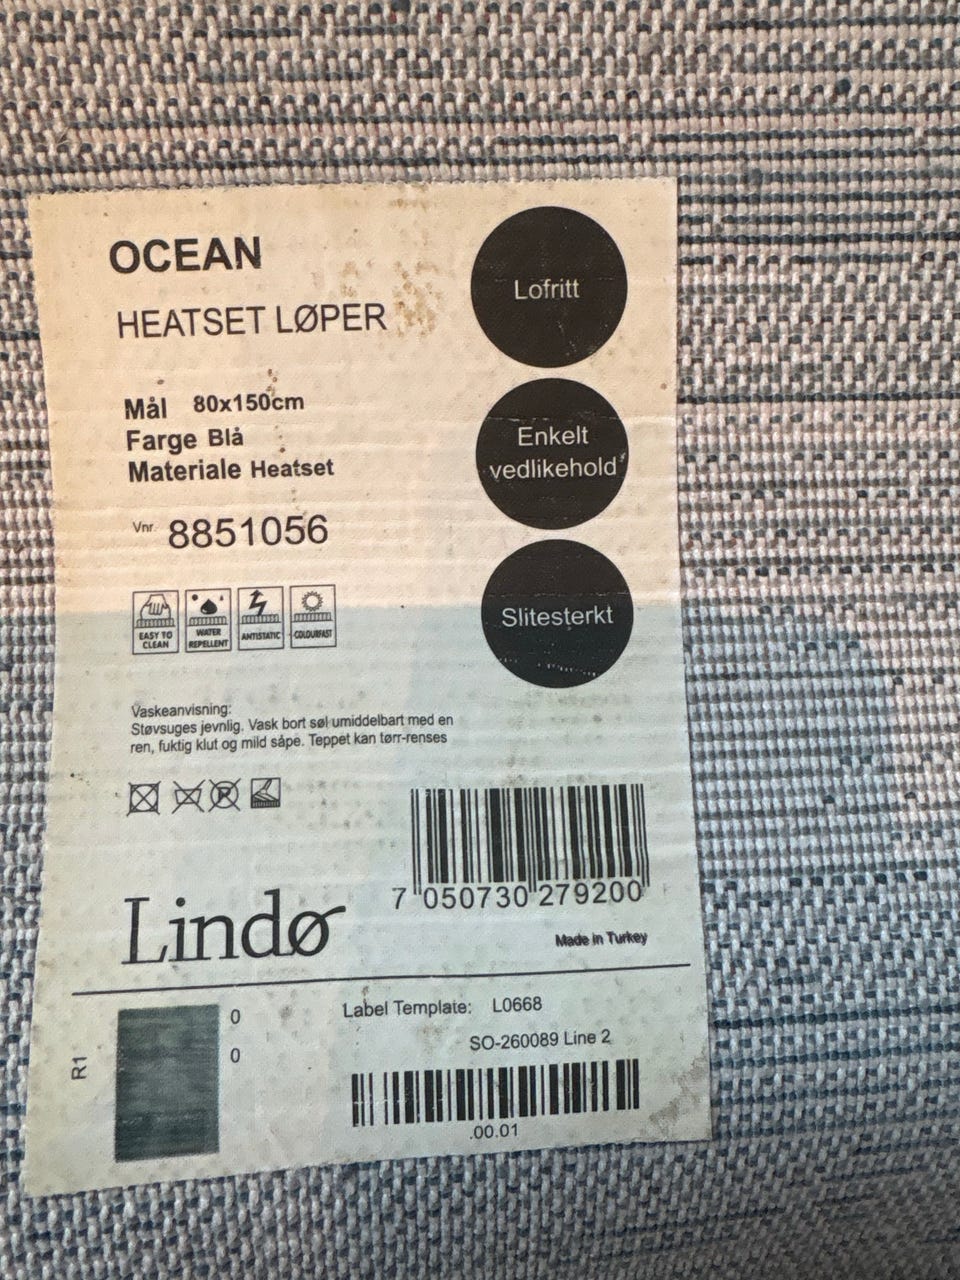 OCEAN
HEATSET LØPER
Mål 80x150cm
Farge Blå
Materiale Heatset
Vnr. 8851056
Lofritt
Enkelt
vedlikehold
Slitesterkt
EASY TO
CLEAN
WATER
REPELLENT
ANTISTATIC
COLOURFAST
Vaskeanvisning:
Støvsuges jevnlig. Vask bort søl umiddelbart med en
ren, fuktig klut og mild såpe. Teppet kan tørr-renses
P
7 050730 279200
Lindø
Made in Turkey
R1
0
0
Label Template: L0668
SO-260089 Line 2
.00.01